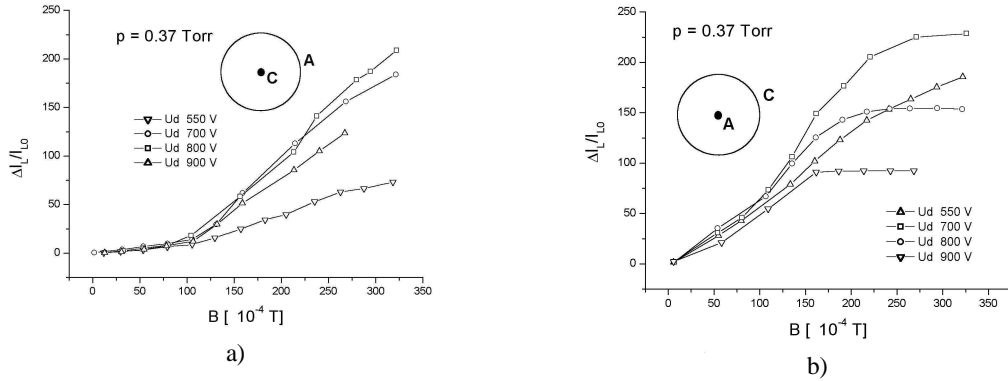 a)
p = 0.37 Torr
A
C
Ud 550 V
Ud 700 V
Ud 800 V
Ud 900 V
ΔI_L/I_L0
250
200
150
100
50
0
0 50 100 150 200 250 300 350
B [ 10^-4 T]
a)
b)
p = 0.37 Torr
C
A
Ud 550 V
Ud 700 V
Ud 800 V
Ud 900 V
ΔI_L/I_L0
250
200
150
100
50
0
0 50 100 150 200 250 300 350
B [ 10^-4 T]
b)